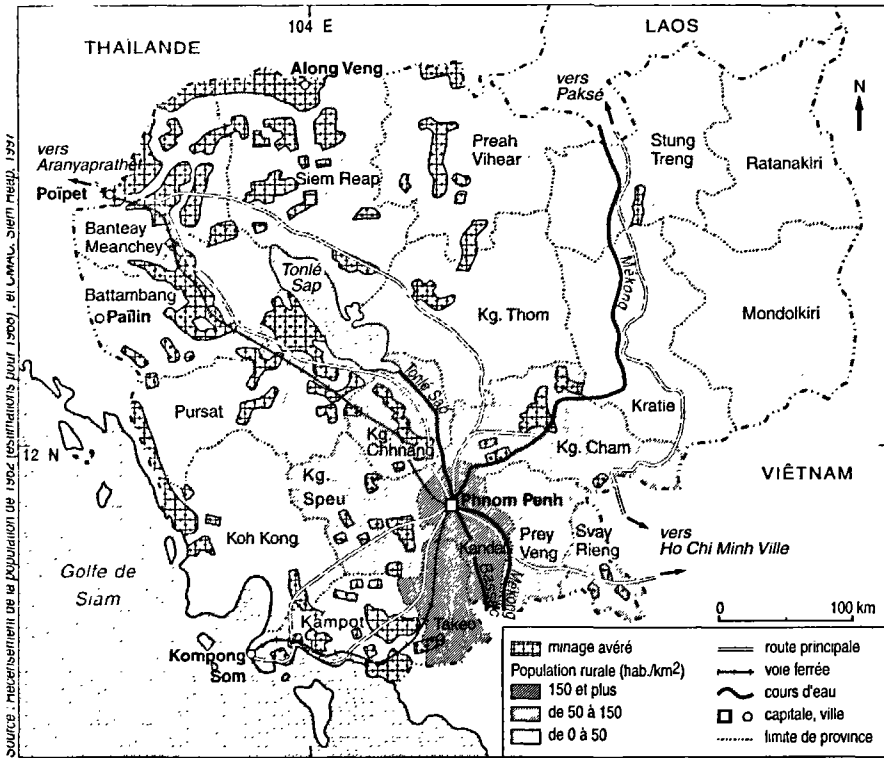 THAÏLANDE
104 E
LAOS
Along Veng
vers
Paksé
N
vers
Aranyaprathet
Poïpet
Preah
Vihear
Stung
Treng
Ratanakiri
Siem Reap
Banteay
Meanchey
Battambang
Païlin
Tonlé
Sap
Mékong
Kg. Thom
Mondolkiri
Tonlé Sap
Pursat
Kratie
12 N
Kg.
Chhnang
Kg. Cham
VIÊTNAM
Kg.
Speu
Phnom Penh
Koh Kong
Prey
Veng
Svay
Rieng
vers
Ho Chi Minh Ville
Kandal
Bassac
Mékong
Golfe de
Siam
Kampot
Takeo
Kompong
Som
0 100 km
minage avéré
Population rurale (hab./km2)
150 et plus
de 50 à 150
de 0 à 50
route principale
voie ferrée
cours d'eau
capitale, ville
limite de province
Source : Recensement de la population de 1962 (estimations pour 1968), et CMAC, Siem Reap, 1997